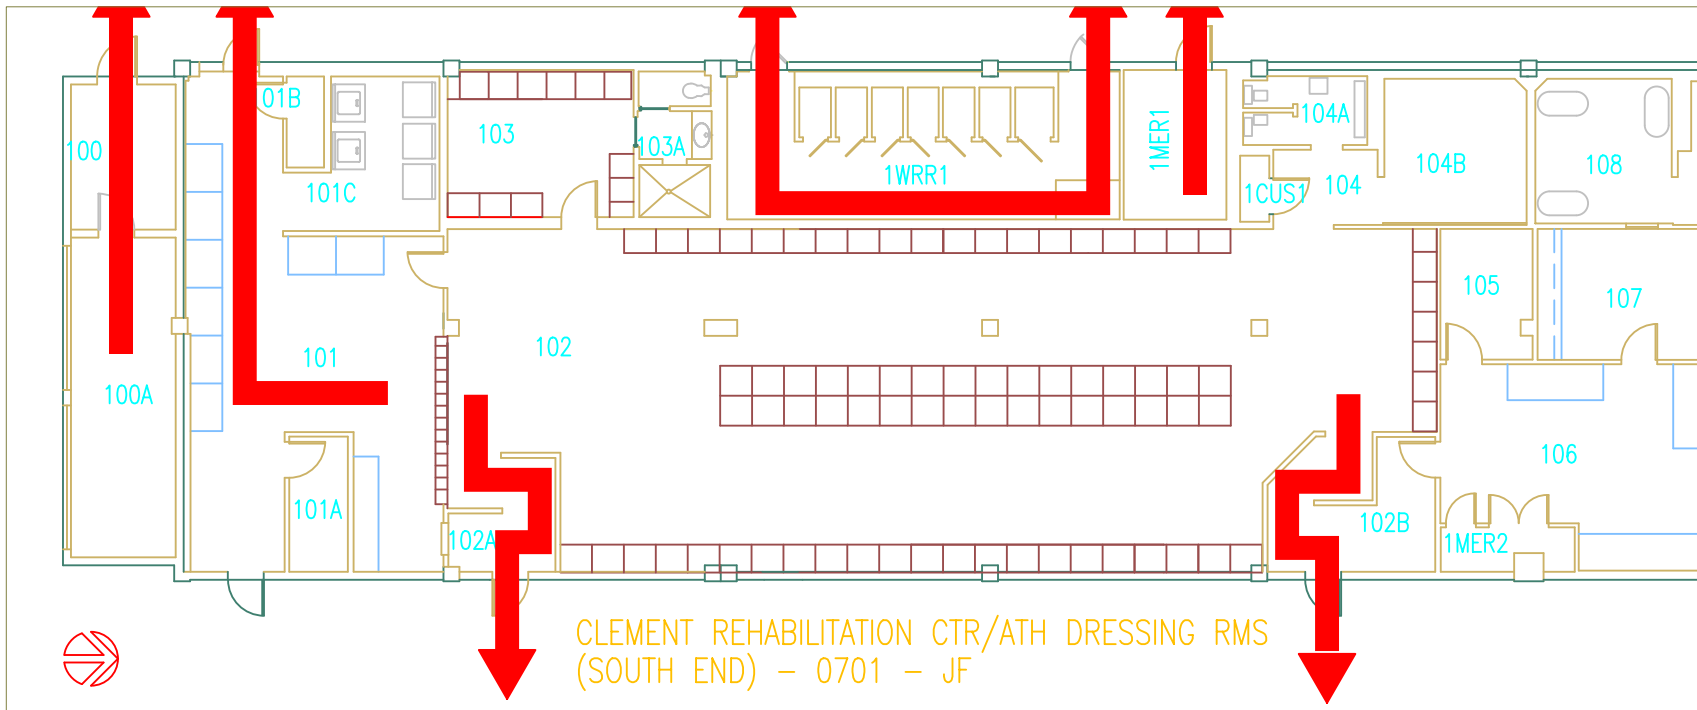 01B
100
103
103A
1MER1
104A
101C
1WRR1
1CUS1
104
104B
108
105
107
101
102
100A
106
101A
102A
102B
1MER2
CLEMENT REHABILITATION CTR/ATH DRESSING RMS
(SOUTH END) - 0701 - JF